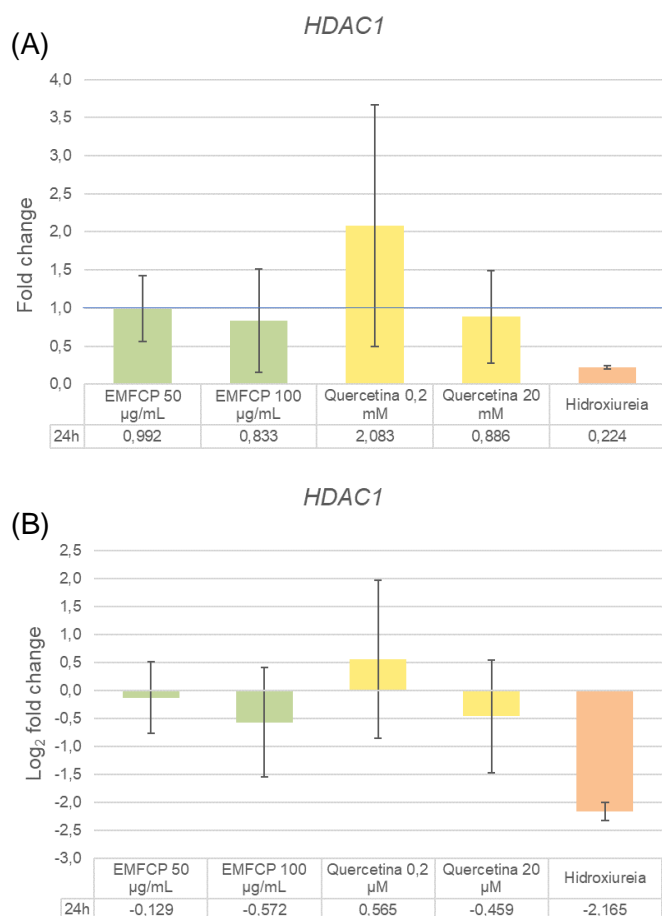 HDAC1
(A)
4,0
3,5
3,0
2,5
2,0
1,5
1,0
0,5
0,0
Fold change
EMFCP 50 µg/mL
EMFCP 100 µg/mL
Quercetina 0,2 mM
Quercetina 20 mM
Hidroxiureia
24h 0,992 0,833 2,083 0,886 0,224
HDAC1
(B)
2,5
2,0
1,5
1,0
0,5
0,0
-0,5
-1,0
-1,5
-2,0
-2,5
-3,0
Log2 fold change
EMFCP 50 µg/mL
EMFCP 100 µg/mL
Quercetina 0,2 µM
Quercetina 20 µM
Hidroxiureia
24h -0.129 -0.572 0.565 -0.459 -2.165